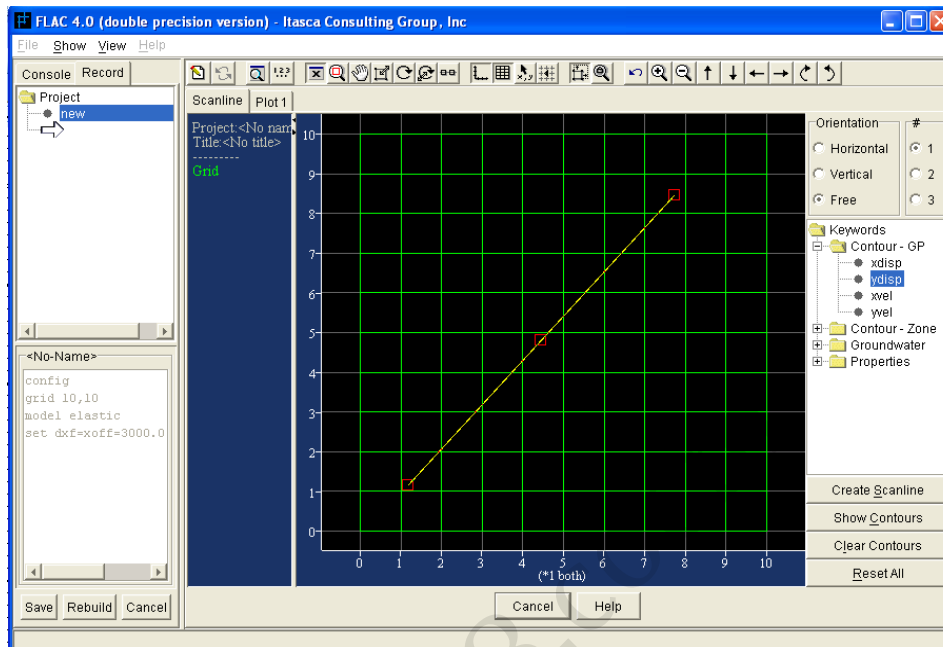 FLAC 4.0 (double precision version) - Itasca Consulting Group, Inc
File Show View Help
Console Record
Project
new
<No-Name>
config
grid 10,10
model elastic
set dxf=xoff=3000.0
Save Rebuild Cancel
123
Scanline Plot 1
Project:<No nam
Title:<No title>
---------
Grid
10
9
8
7
6
5
4
3
2
1
0
0 1 2 3 4 5 6 7 8 9 10
(*1 both)
Cancel Help
Orientation #
Horizontal 1
Vertical 2
Free 3
Keywords
Contour - GP
xdisp
ydisp
xvel
yvel
Contour - Zone
Groundwater
Properties
Create Scanline
Show Contours
Clear Contours
Reset All